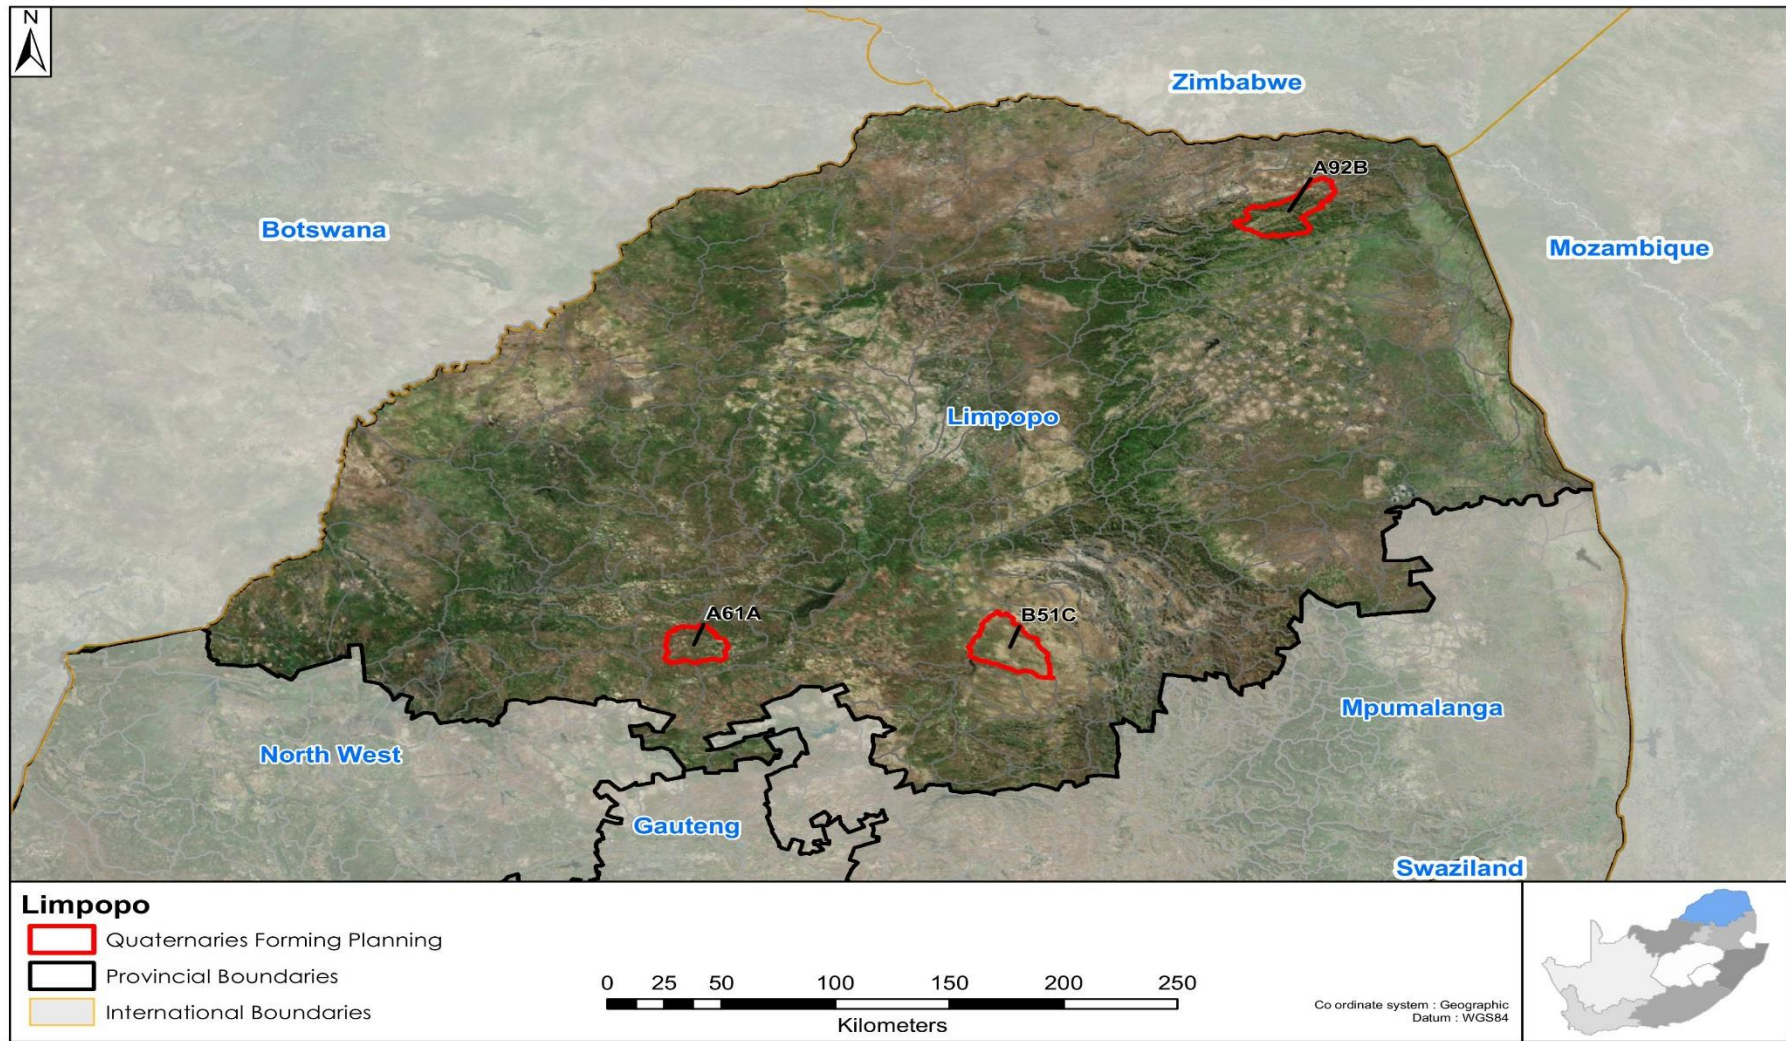 N
Zimbabwe
A92B
Botswana
Mozambique
Limpopo
A61A
B51C
Mpumalanga
North West
Gauteng
Swaziland
Limpopo
Quaternaries Forming Planning
Provincial Boundaries
International Boundaries
0 25 50 100 150 200 250
Kilometers
Co ordinate system : Geographic
Datum : WGS84